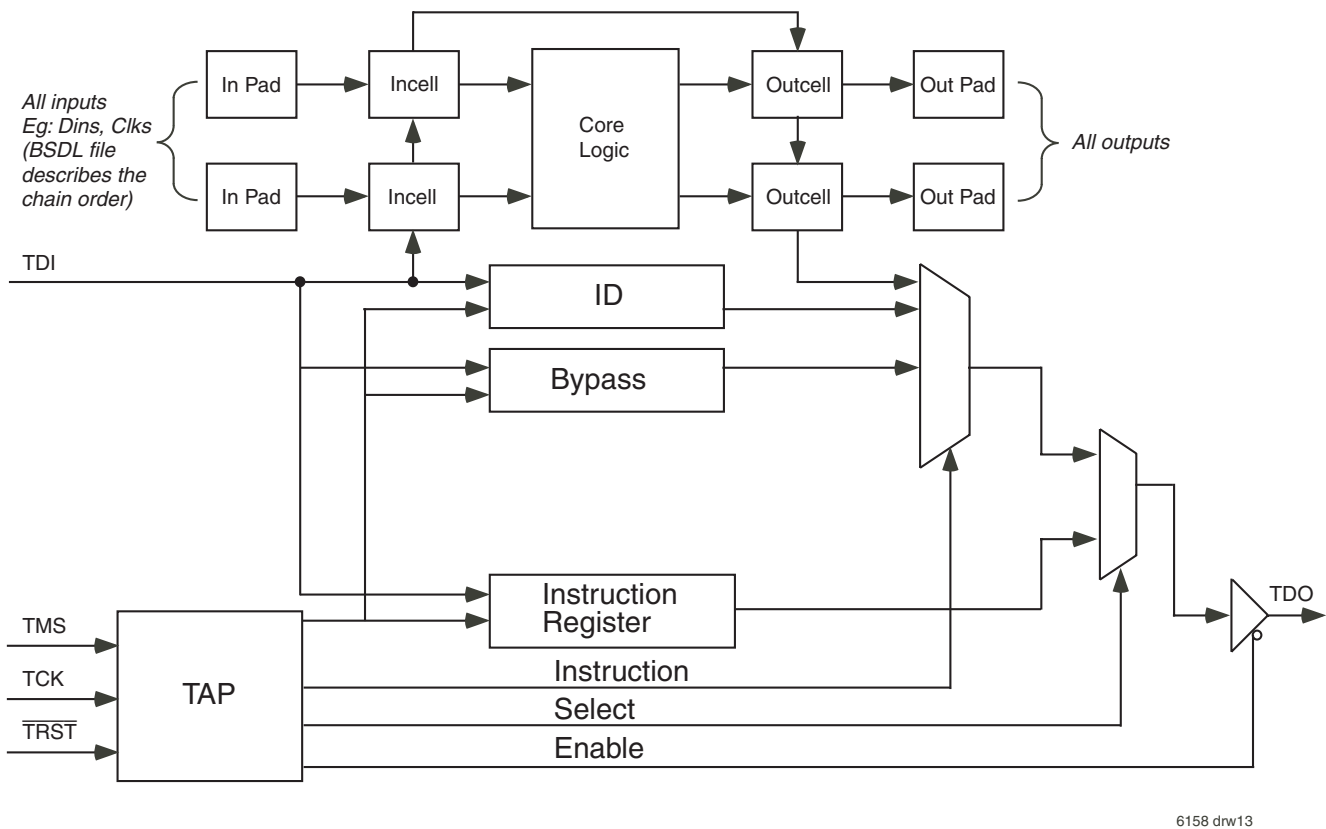 In Pad
Incell
Outcell
Out Pad
All inputs
Eg: Dins, Clks
(BSDL file
describes the
chain order)
Core
Logic
All outputs
In Pad
Incell
Outcell
Out Pad
TDI
ID
Bypass
Instruction
Register
TDO
TMS
TCK
TRST
TAP
Instruction
Select
Enable
6158 drw13